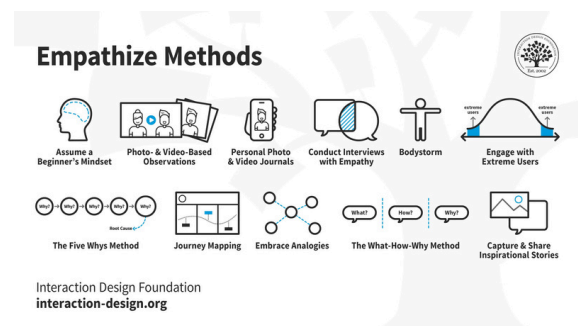 Empathize Methods
Est. 2002
extreme
users
extreme
users
Assume a
Beginner's Mindset
Photo- & Video-Based
Observations
Personal Photo
& Video Journals
Conduct Interviews
with Empathy
Bodystorm
Engage with
Extreme Users
Why?
Why?
Why?
Why?
Why?
Root Cause
What?
How?
Why?
The Five Whys Method
Journey Mapping
Embrace Analogies
The What-How-Why Method
Capture & Share
Inspirational Stories
Interaction Design Foundation
interaction-design.org